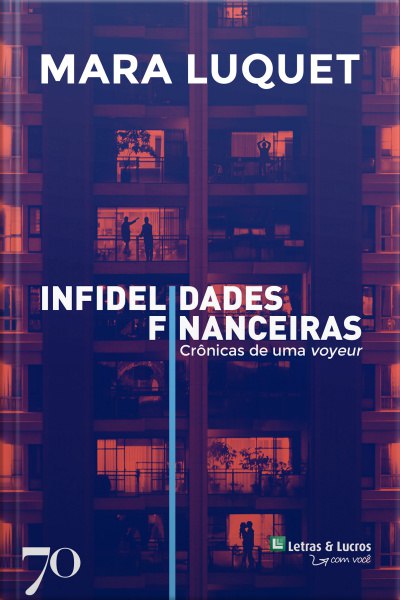 MARA LUQUET
INFIDELIDADES
FINANCEIRAS
Crônicas de uma voyeur
70
Letras & Lucros
com você